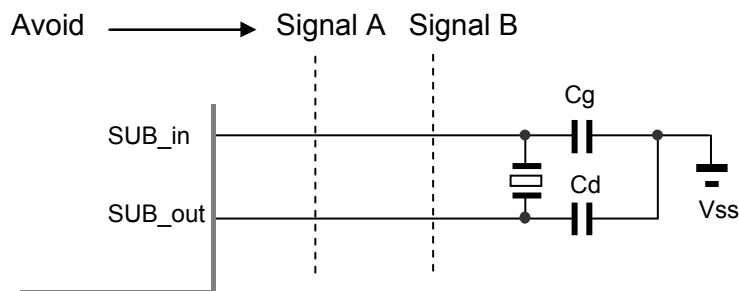 Avoid Signal A Signal B
Cg
SUB_in
Cd
SUB_out
Vss